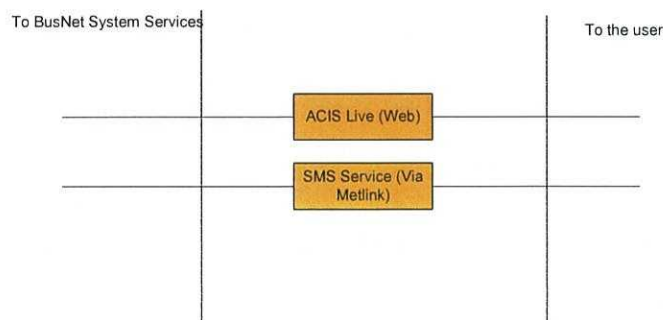 To BusNet System Services
To the user
ACIS Live (Web)
SMS Service (Via
Metlink)